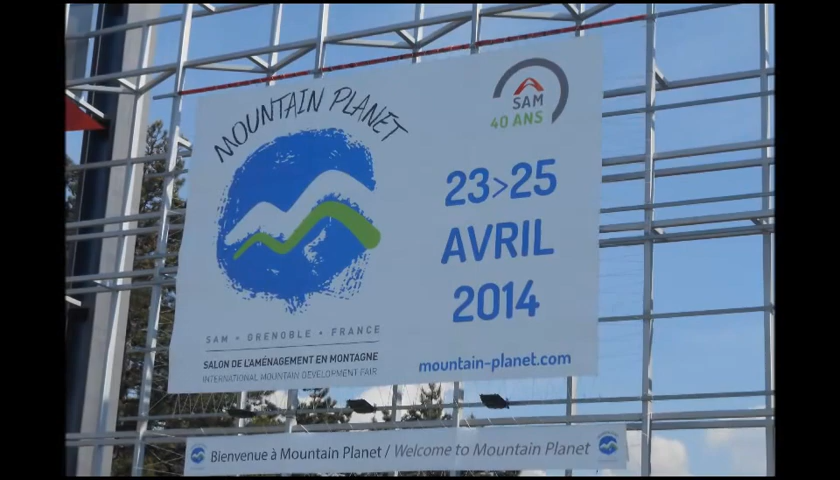 MOUNTAIN PLANET
SAM
40 ANS
23>25
AVRIL
2014
SAM • GRENOBLE • FRANCE
SALON DE L'AMÉNAGEMENT EN MONTAGNE
INTERNATIONAL MOUNTAIN DEVELOPMENT FAIR
mountain-planet.com
Bienvenue à Mountain Planet / Welcome to Mountain Planet